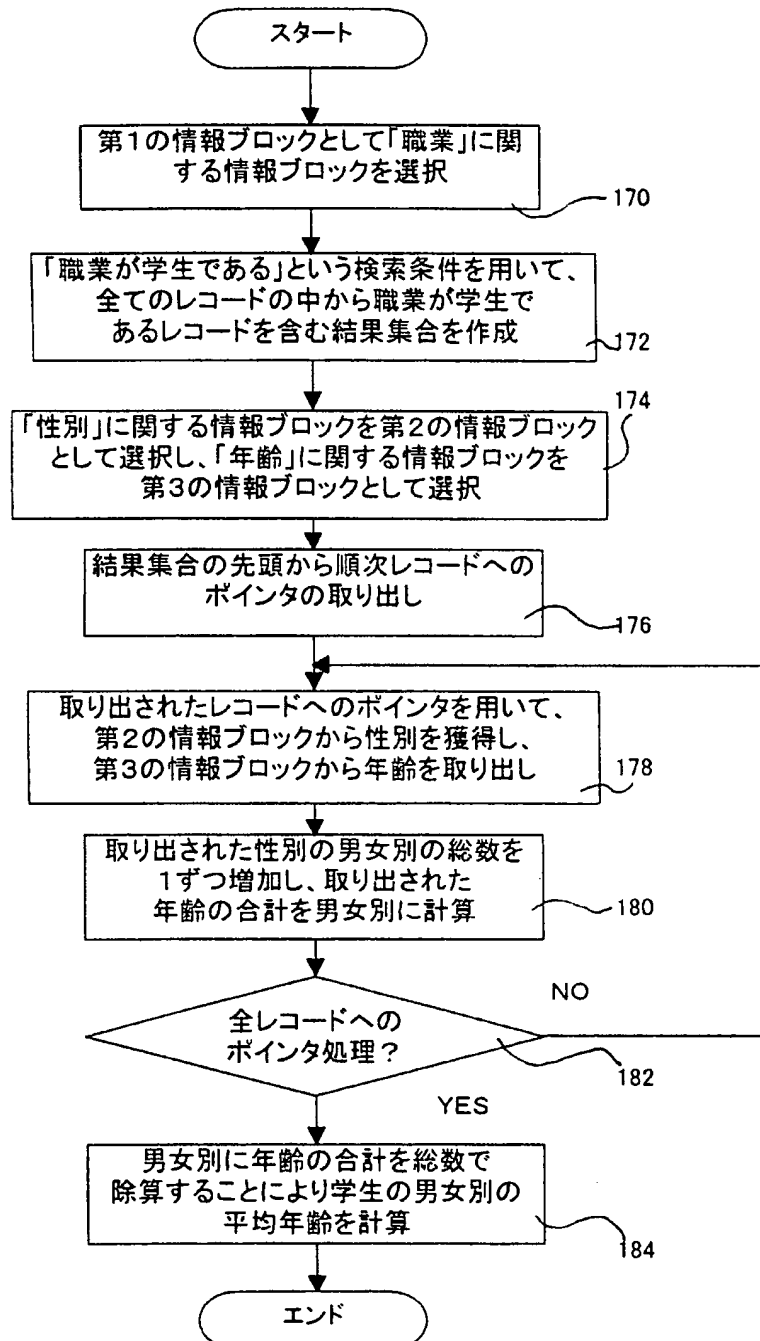 スタート
第1の情報ブロックとして「職業」に関
する情報ブロックを選択
170
「職業が学生である」という検索条件を用いて、
全てのレコードの中から職業が学生で
あるレコードを含む結果集合を作成
172
174
「性別」に関する情報ブロックを第2の情報ブロック
として選択し、「年齢」に関する情報ブロックを
第3の情報ブロックとして選択
結果集合の先頭から順次レコードへの
ポインタの取り出し
176
取り出されたレコードへのポインタを用いて、
第2の情報ブロックから性別を獲得し、
第3の情報ブロックから年齢を取り出し
178
取り出された性別の男女別の総数を
1ずつ増加し、取り出された
年齢の合計を男女別に計算
180
NO
全レコードへの
ポインタ処理?
182
YES
男女別に年齢の合計を総数で
除算することにより学生の男女別の
平均年齢を計算
184
エンド